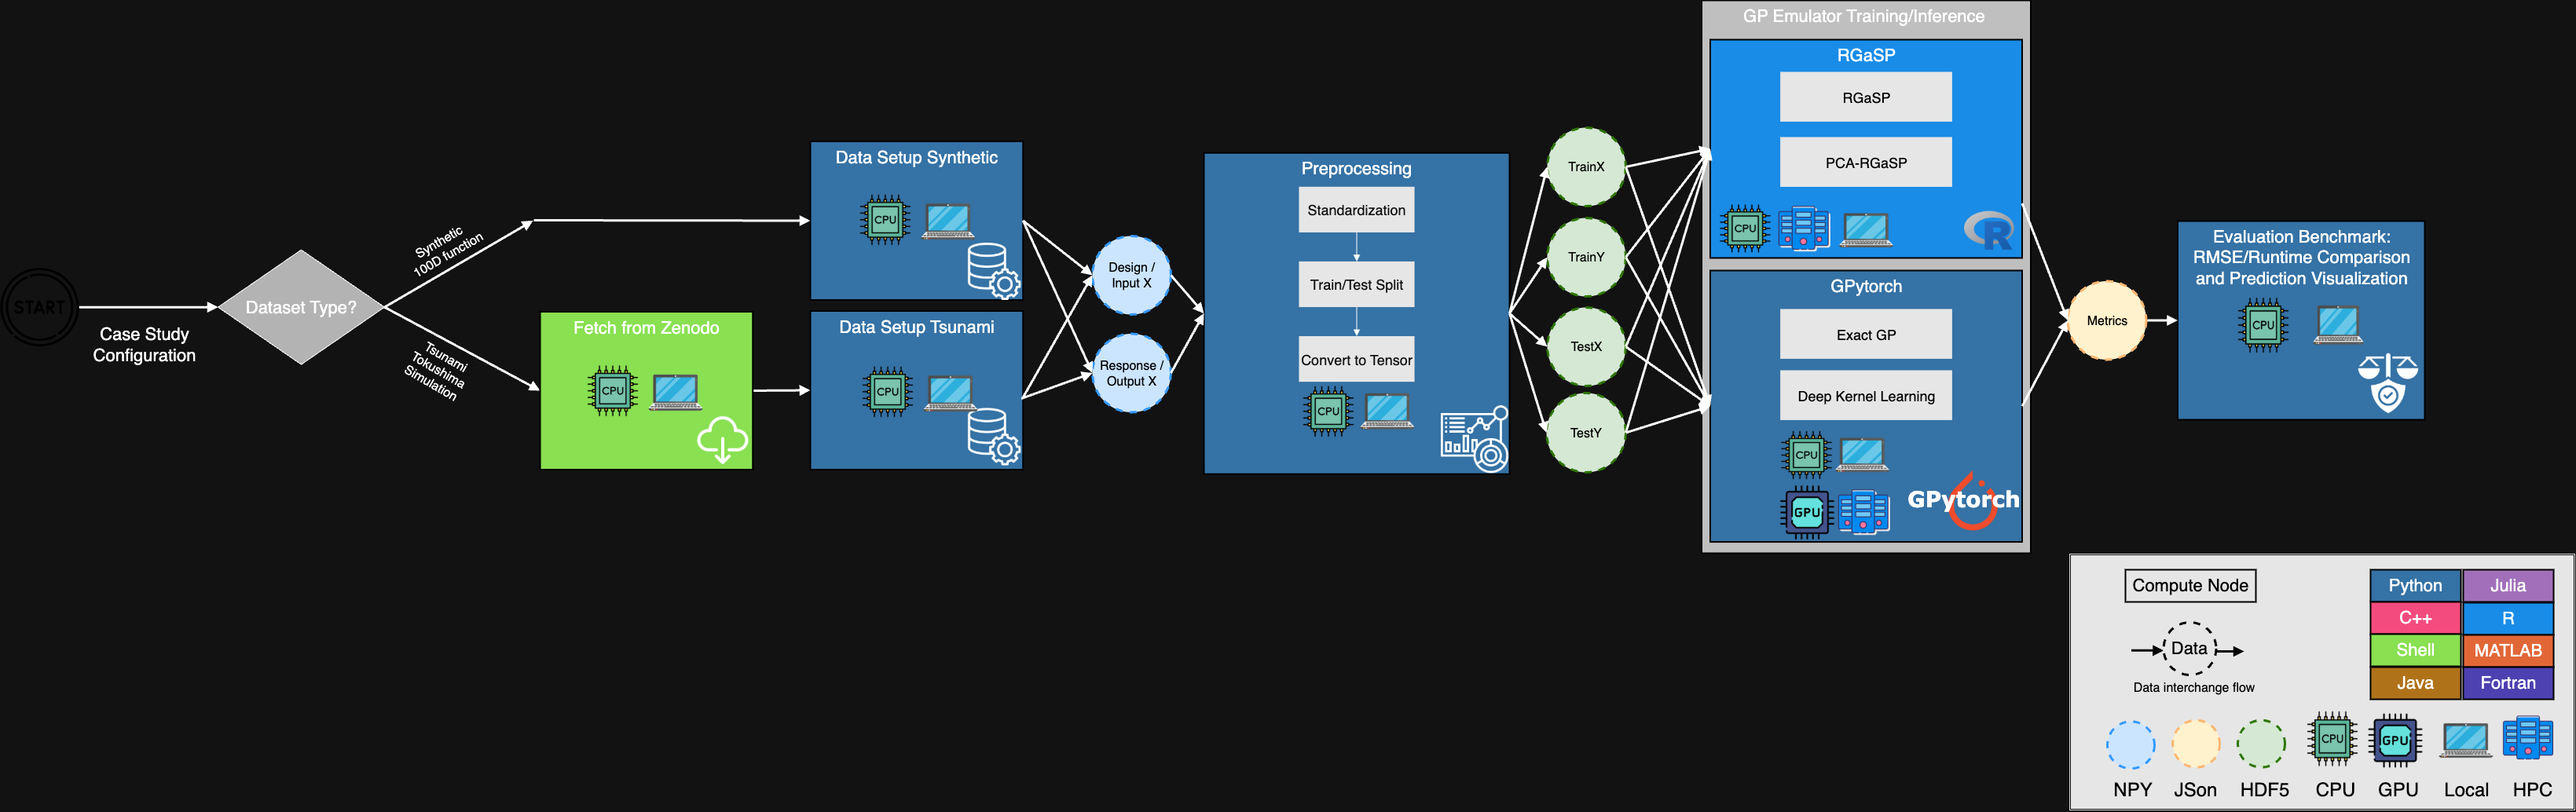 START
Case Study
Configuration
Dataset Type?
Synthetic
100D function
Tsunami
Tokushima
Simulation
Fetch from Zenodo
CPU
Data Setup Synthetic
CPU
Data Setup Tsunami
CPU
Design /
Input X
Response /
Output X
Preprocessing
Standardization
Train/Test Split
Convert to Tensor
CPU
TrainX
TrainY
TestX
TestY
GP Emulator Training/Inference
RGaSP
RGaSP
PCA-RGaSP
CPU
R
GPytorch
Exact GP
Deep Kernel Learning
CPU
GPU
GPytorch
Metrics
Evaluation Benchmark:
RMSE/Runtime Comparison
and Prediction Visualization
CPU
Compute Node
Data
Data interchange flow
Python
Julia
C++
R
Shell
MATLAB
Java
Fortran
CPU
GPU
NPY
JSon
HDF5
CPU
GPU
Local
HPC